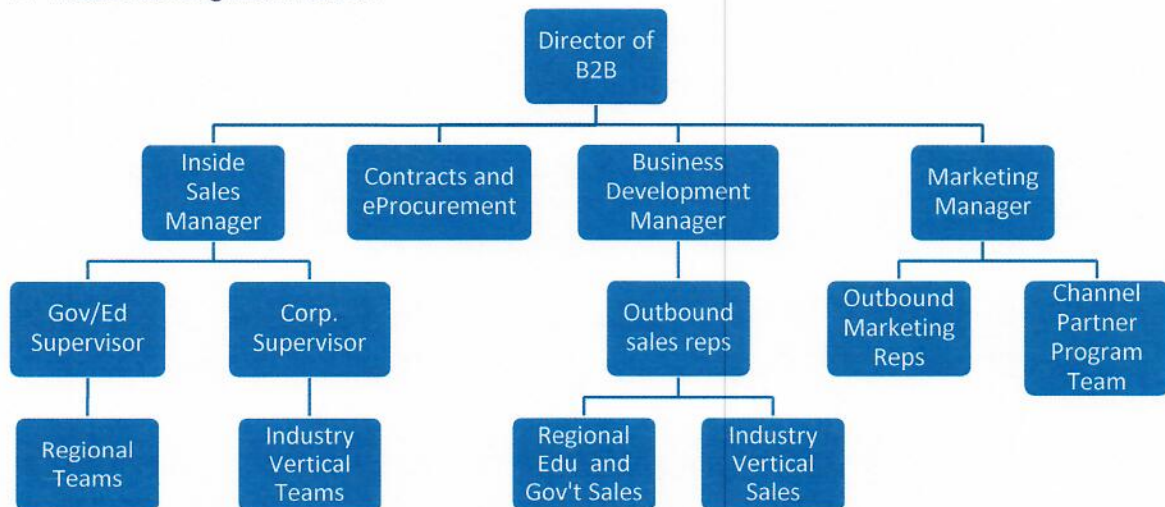 Director of
B2B
Inside
Sales
Manager
Contracts and
eProcurement
Business
Development
Manager
Marketing
Manager
Gov/Ed
Supervisor
Corp.
Supervisor
Outbound
sales reps
Outbound
Marketing
Reps
Channel
Partner
Program
Team
Regional
Teams
Industry
Vertical
Teams
Regional
Edu and
Gov't Sales
Industry
Vertical
Sales